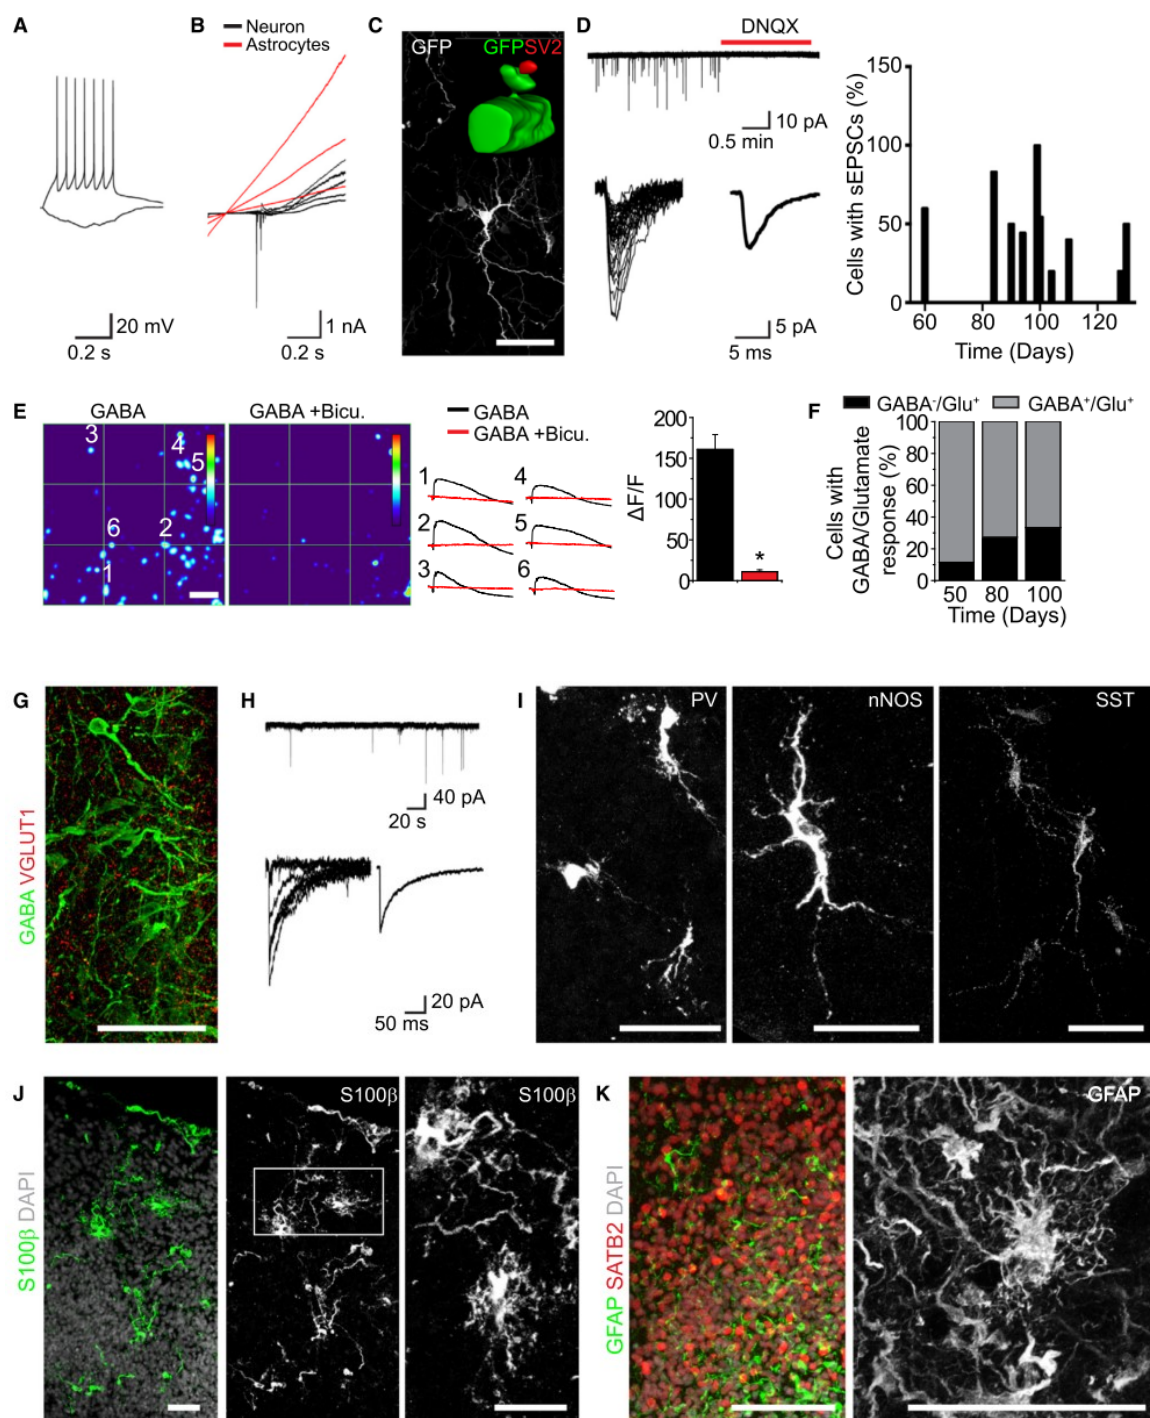 A
B
Neuron
Astrocytes
20 mV
0.2 s
1 nA
0.2 s
C
GFP
GFPSV2
D
DNQX
10 pA
0.5 min
5 pA
5 ms
Cells with sEPSCs (%)
150
100
50
0
60 80 100 120
Time (Days)
E
GABA
GABA +Bicu.
3
4
5
6
2
1
GABA
GABA +Bicu.
1
4
2
5
3
6
ΔF/F
200
150
100
50
0
*
F
GABA⁻/Glu⁺
GABA⁺/Glu⁺
Cells with
GABA/Glutamate
response (%)
100
80
60
40
20
0
50 80 100
Time (Days)
G
GABA VGLUT1
H
40 pA
20 s
20 pA
50 ms
I
PV
nNOS
SST
J
S100β DAPI
S100β
S100β
K
GFAP SATB2 DAPI
GFAP